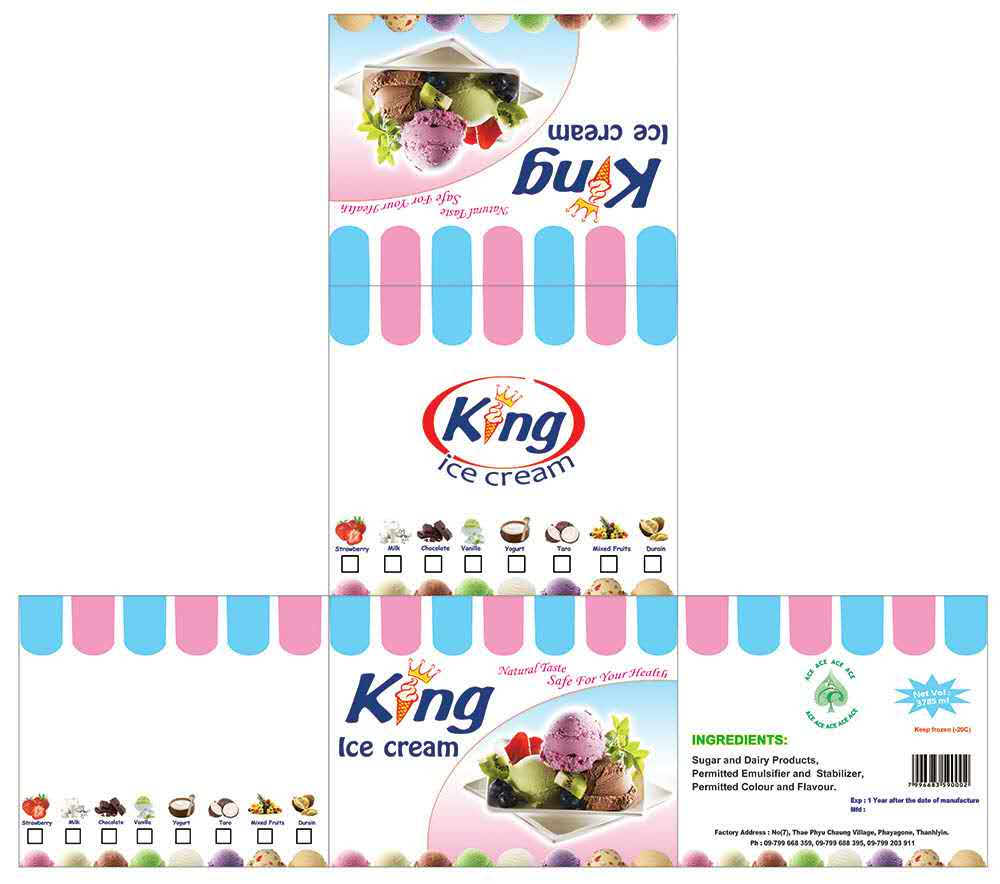 Ice cream
King
Natural Taste
Safe For Your Health
King
ice cream
Strawberry Milk Chocolate Vanilla Yogurt Taro Mixed Fruits Durain
King
Ice cream
Natural Taste
Safe For Your Health
Strawberry Milk Chocolate Vanilla Yogurt Taro Mixed Fruits Durain
ACE ACE ACE ACE
ACE ACE ACE ACE ACE
Net Vol :
3785 ml
Keep frozen (-20C)
INGREDIENTS:
Sugar and Dairy Products,
Permitted Emulsifier and Stabilizer,
Permitted Colour and Flavour.
7 996683 590002
Exp : 1 Year after the date of manufacture
Mfd :
Factory Address : No(7), Thae Phyu Chaung Village, Phayagone, Thanhlyin.
Ph : 09-799 668 359, 09-799 688 395, 09-799 203 911